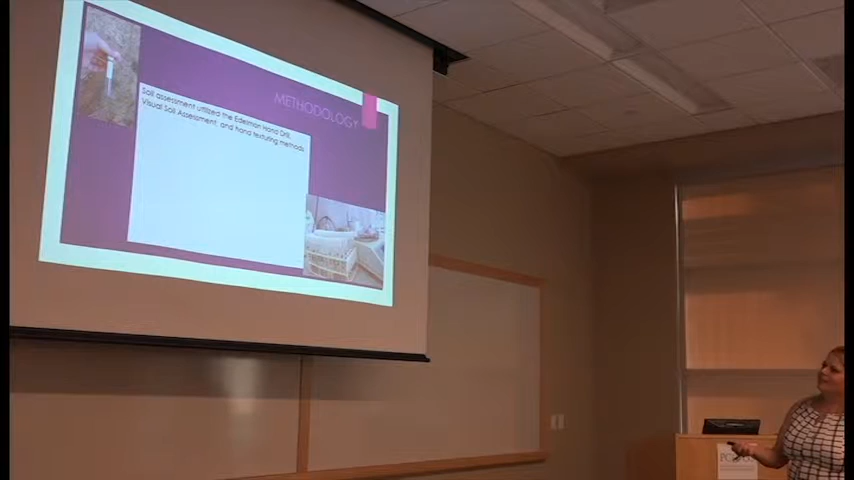 METHODOLOGY
Soil assessment utilized the Edelman Hand Drill,
Visual Soil Assessment, and hand texturing methods